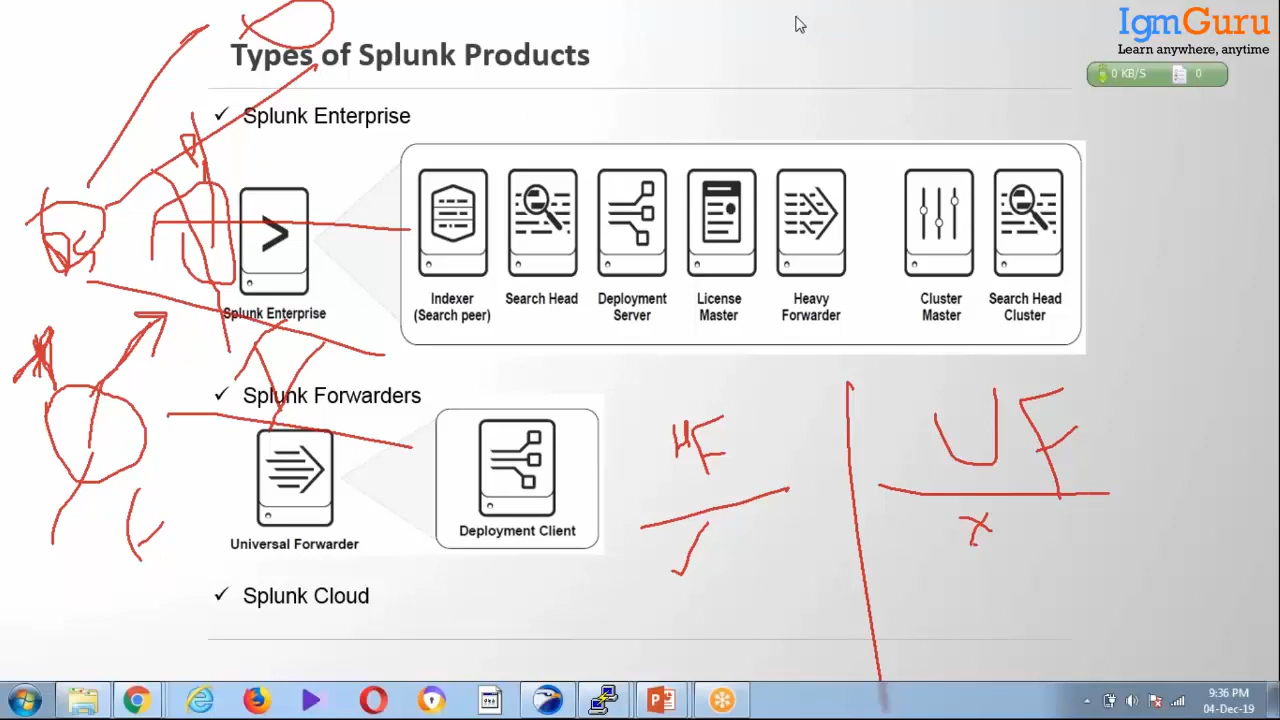 IgmGuru
Learn anywhere, anytime
0 KB/S 0
Types of Splunk Products
✓ Splunk Enterprise
>
Splunk Enterprise
Indexer
(Search peer)
Search Head
Deployment
Server
License
Master
Heavy
Forwarder
Cluster
Master
Search Head
Cluster
✓ Splunk Forwarders
Universal Forwarder
Deployment Client
HF
✓
UF
x
✓ Splunk Cloud
9:36 PM
04-Dec-19